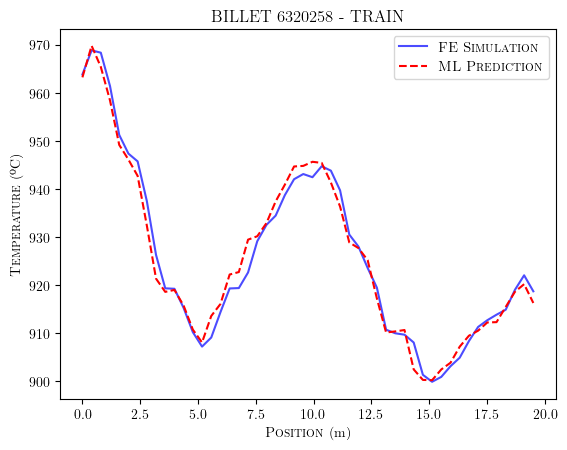 BILLET 6320258 - TRAIN
FE Simulation
ML Prediction
Temperature (ºC)
970
960
950
940
930
920
910
900
0.0 2.5 5.0 7.5 10.0 12.5 15.0 17.5 20.0
Position (m)